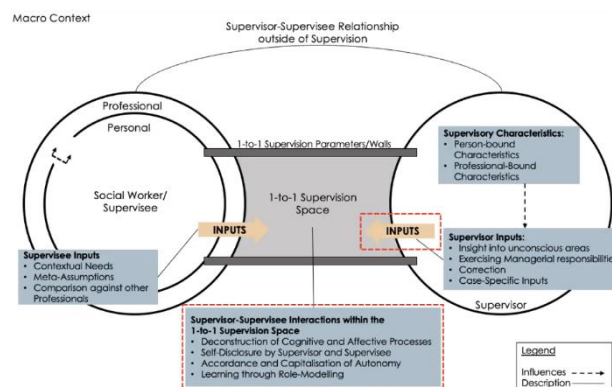 Macro Context
Supervisor-Supervisee Relationship
outside of Supervision
Professional
Personal
1-to-1 Supervision Parameters/Walls
Supervisory Characteristics:
• Person-bound
Characteristics
• Professional-Bound
Characteristics
Social Worker/
Supervisee
1-to-1 Supervision
Space
INPUTS
INPUTS
Supervisee Inputs
• Contextual Needs
• Meta-Assumptions
• Comparison against other
Professionals
Supervisor Inputs:
• Insight into unconscious areas
• Exercising Managerial responsibilities
• Correction
• Case-Specific Inputs
Supervisor
Supervisor-Supervisee Interactions within the
1-to-1 Supervision Space
• Deconstruction of Cognitive and Affective Processes
• Self-Disclosure by Supervisor and Supervisee
• Accordance and Capitalisation of Autonomy
• Learning through Role-Modelling
Legend
Influences
Description